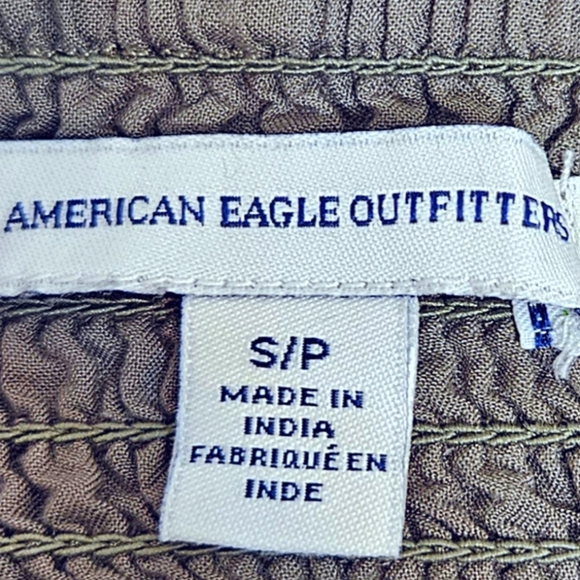 AMERICAN EAGLE OUTFITTERS
S/P
MADE IN
INDIA
FABRIQUÉ EN
INDE